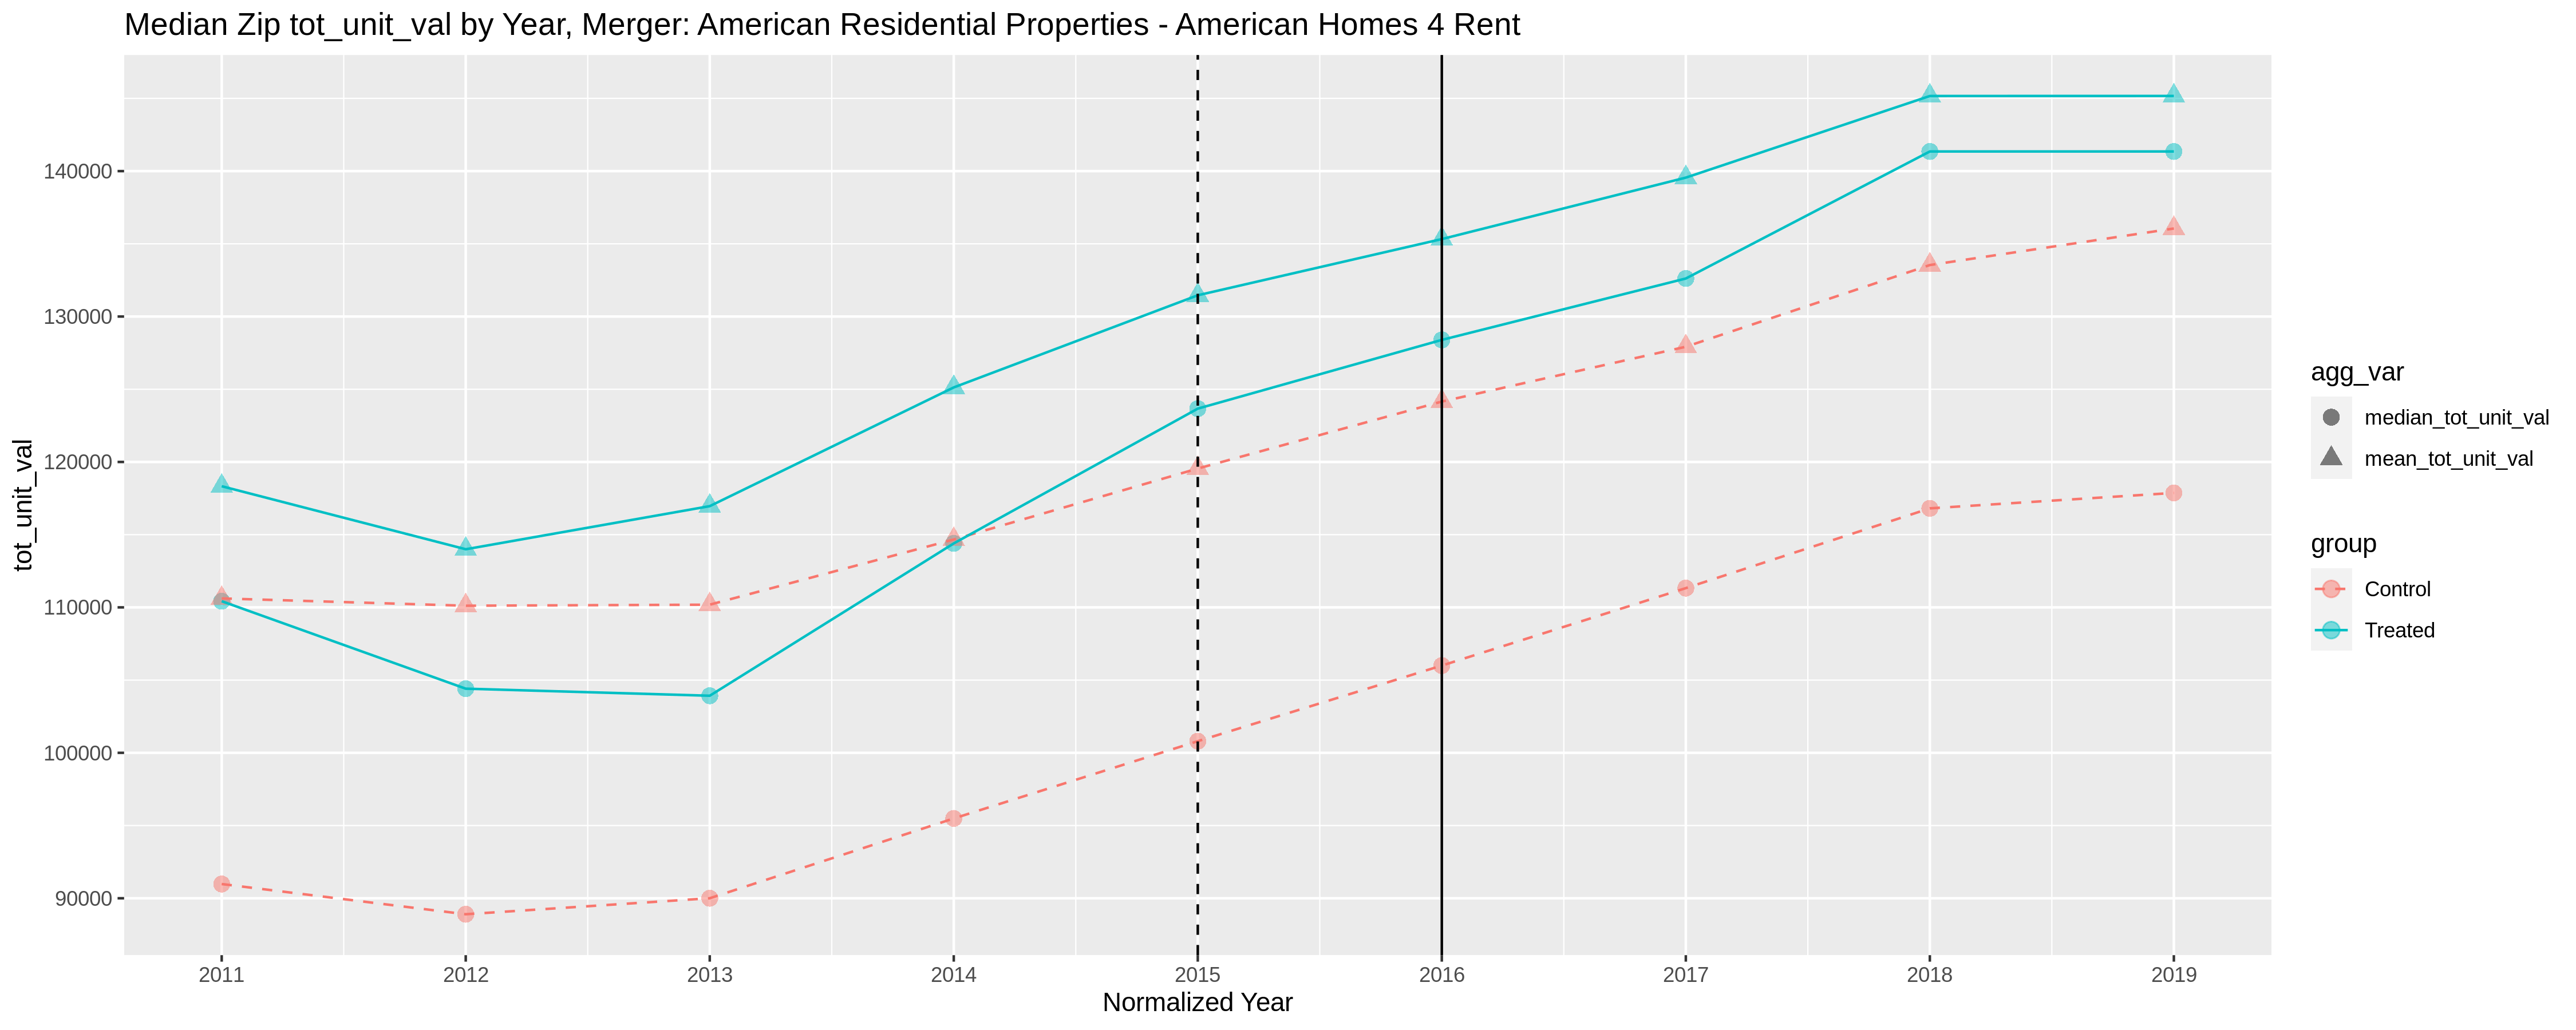 Median Zip tot_unit_val by Year, Merger: American Residential Properties - American Homes 4 Rent
tot_unit_val
140000
130000
120000
110000
100000
90000
2011 2012 2013 2014 2015 2016 2017 2018 2019
Normalized Year
agg_var
median_tot_unit_val
mean_tot_unit_val
group
Control
Treated